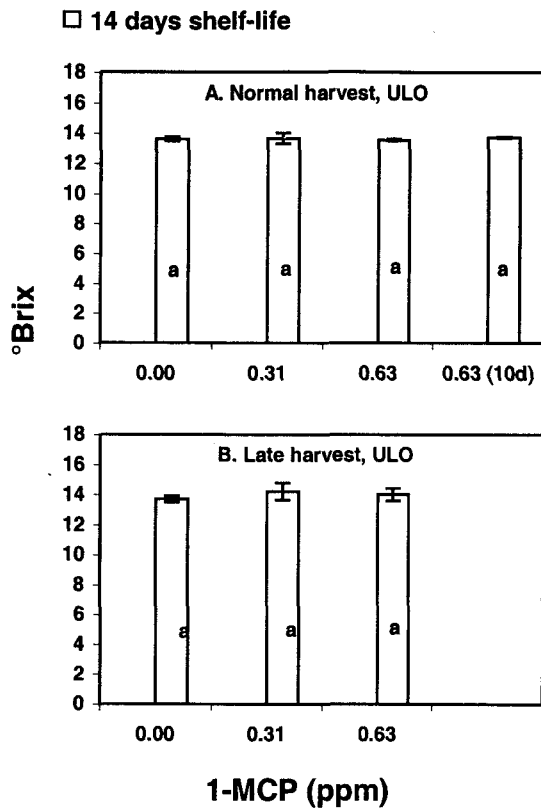 □ 14 days shelf-life
18
A. Normal harvest, ULO
16
14
12
10
8
6
a a a a
4
2
0
0.00 0.31 0.63 0.63 (10d)
°Brix
18
B. Late harvest, ULO
16
14
12
10
8
6
a a a
4
2
0
0.00 0.31 0.63
1-MCP (ppm)